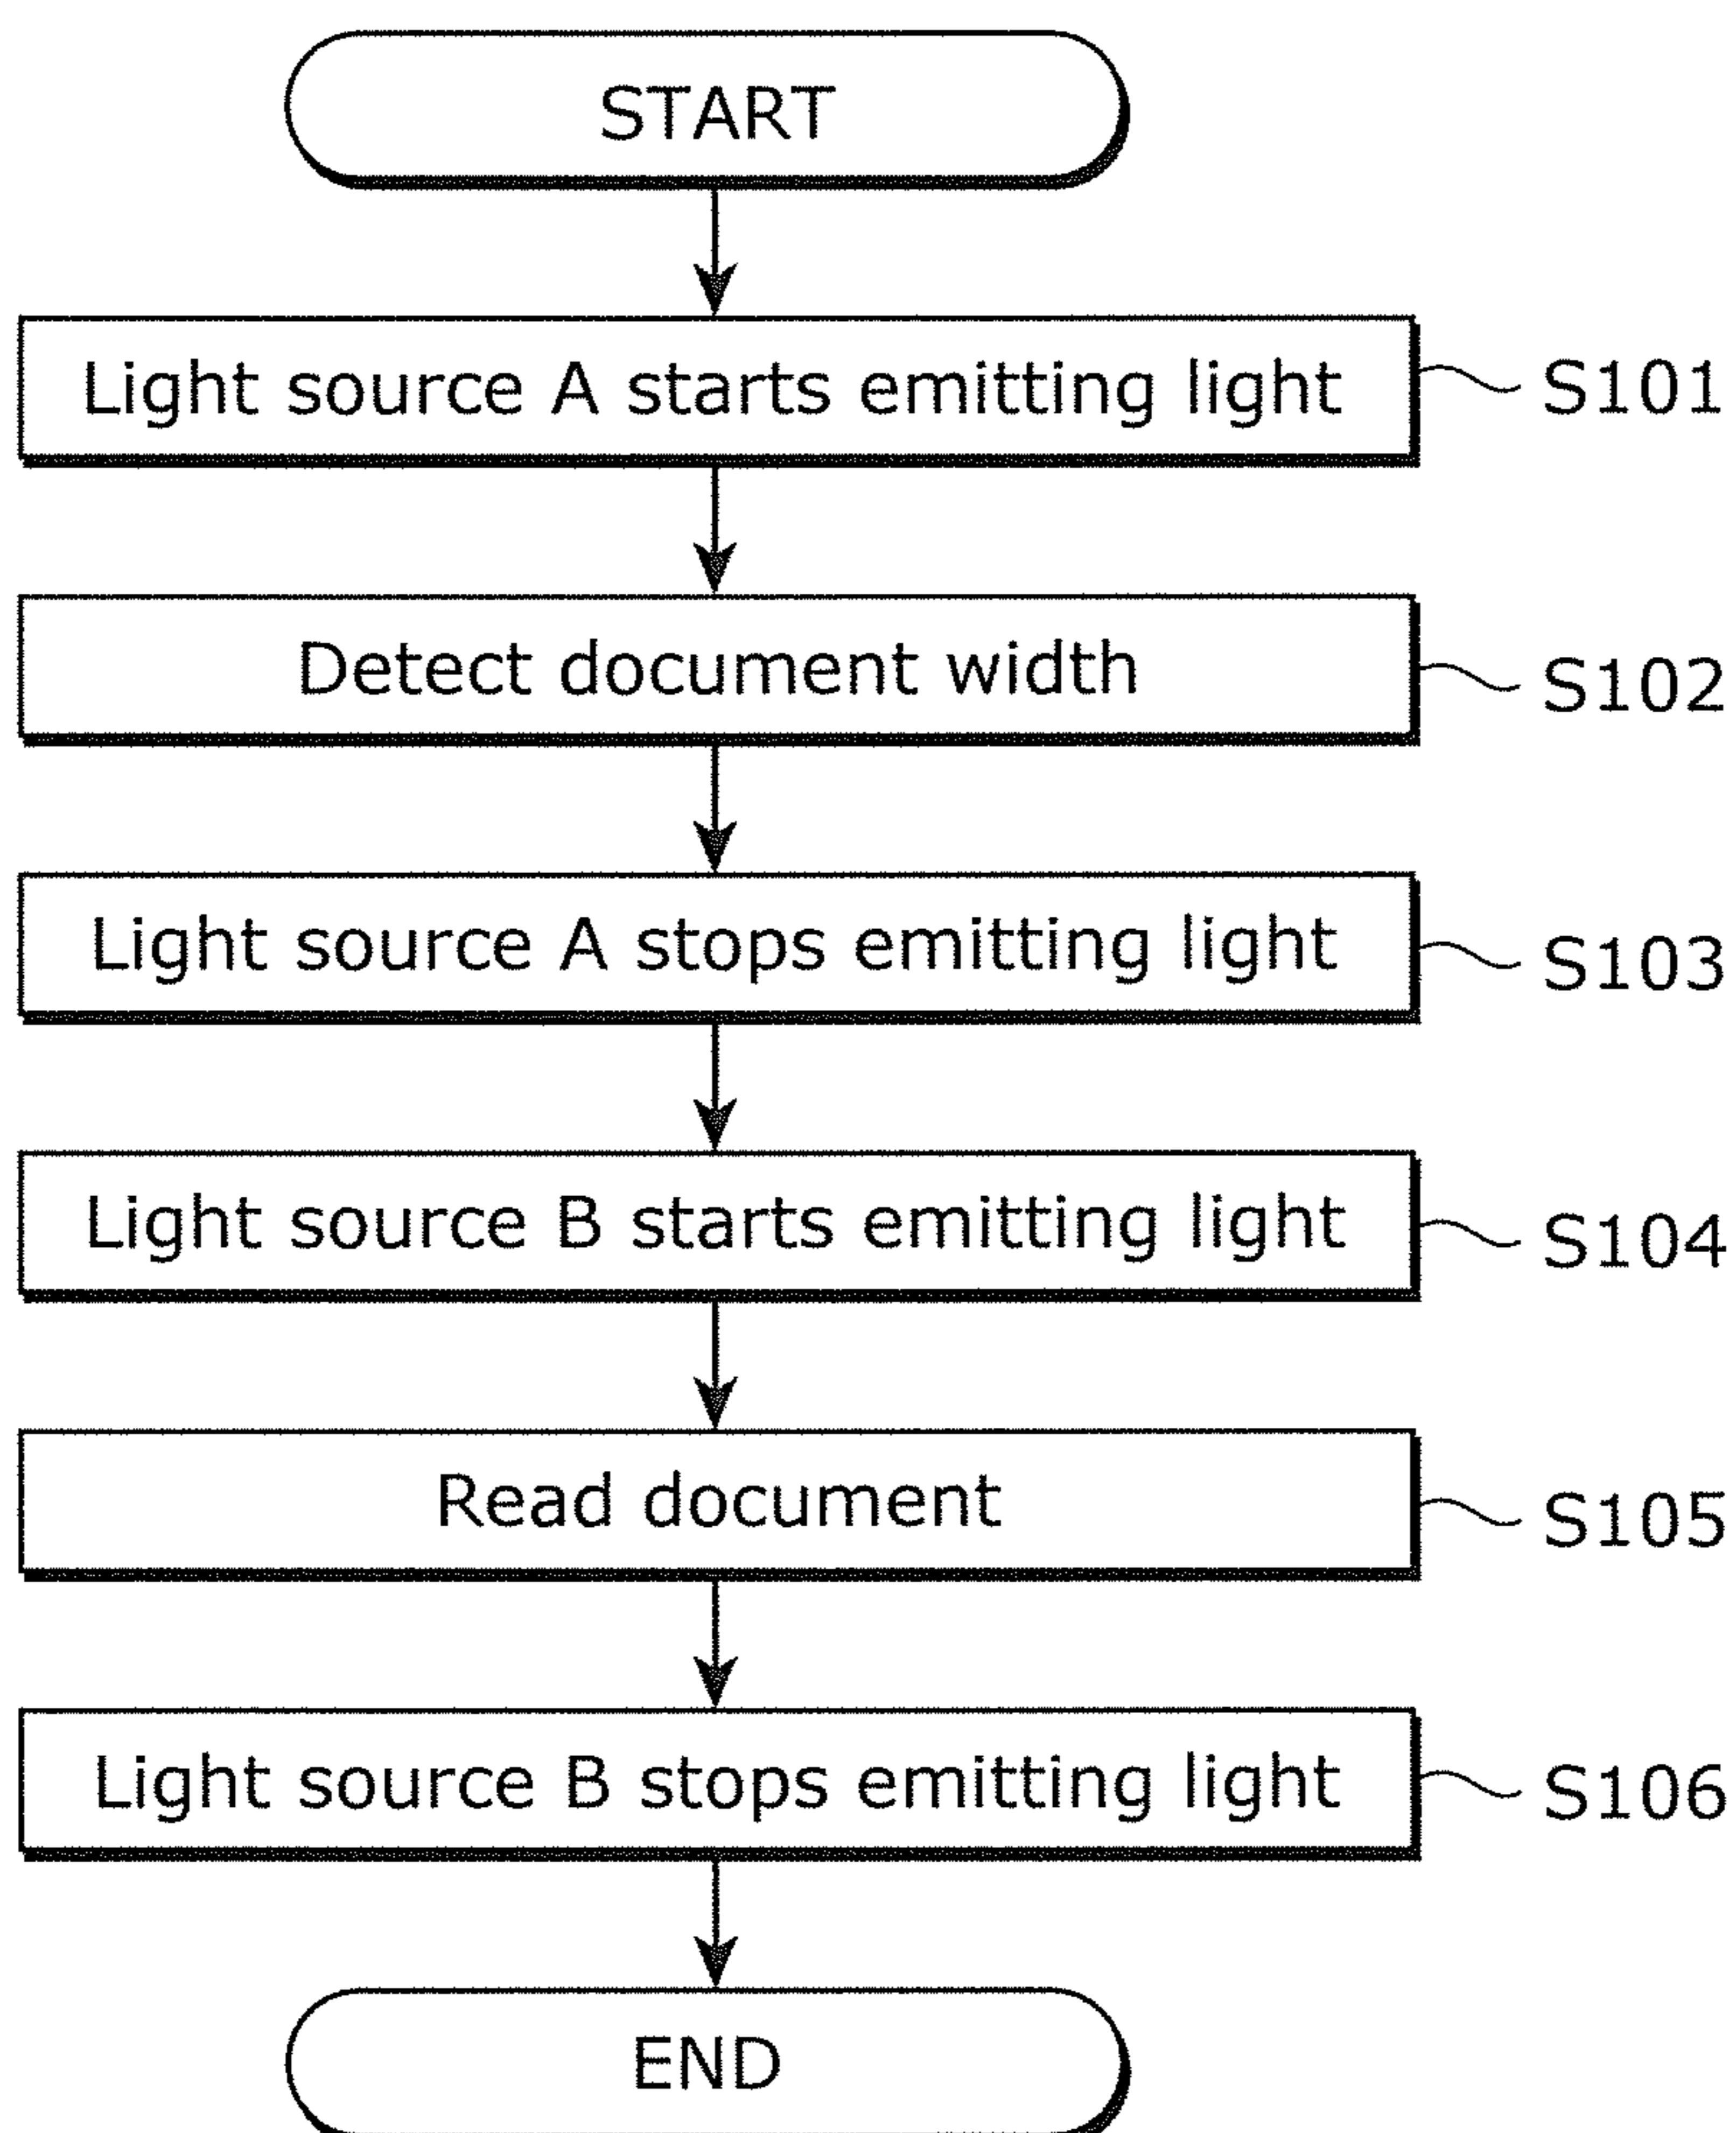 START
Light source A starts emitting light
S101
Detect document width
S102
Light source A stops emitting light
S103
Light source B starts emitting light
S104
Read document
S105
Light source B stops emitting light
S106
END